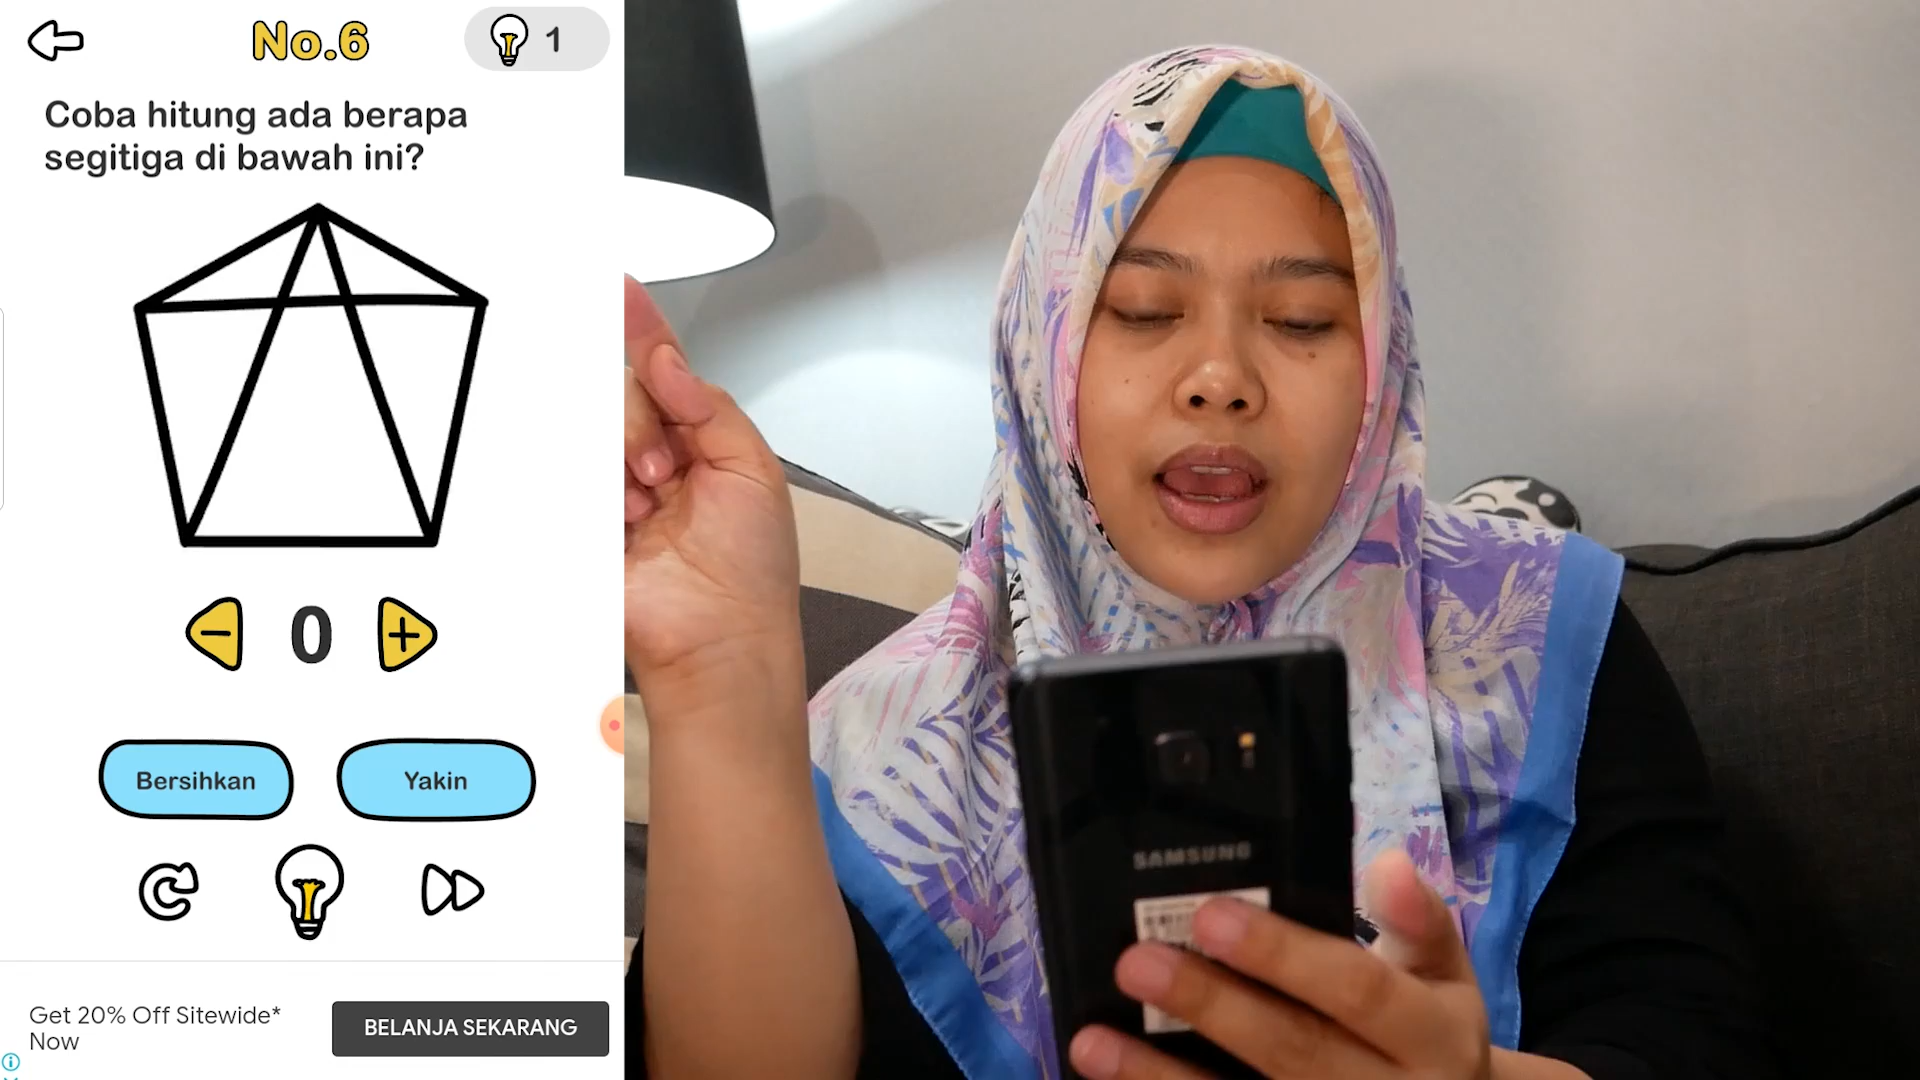 No.6
1
Coba hitung ada berapa
segitiga di bawah ini?
0
Bersihkan
Yakin
Get 20% Off Sitewide*
Now
BELANJA SEKARANG
SAMSUNG